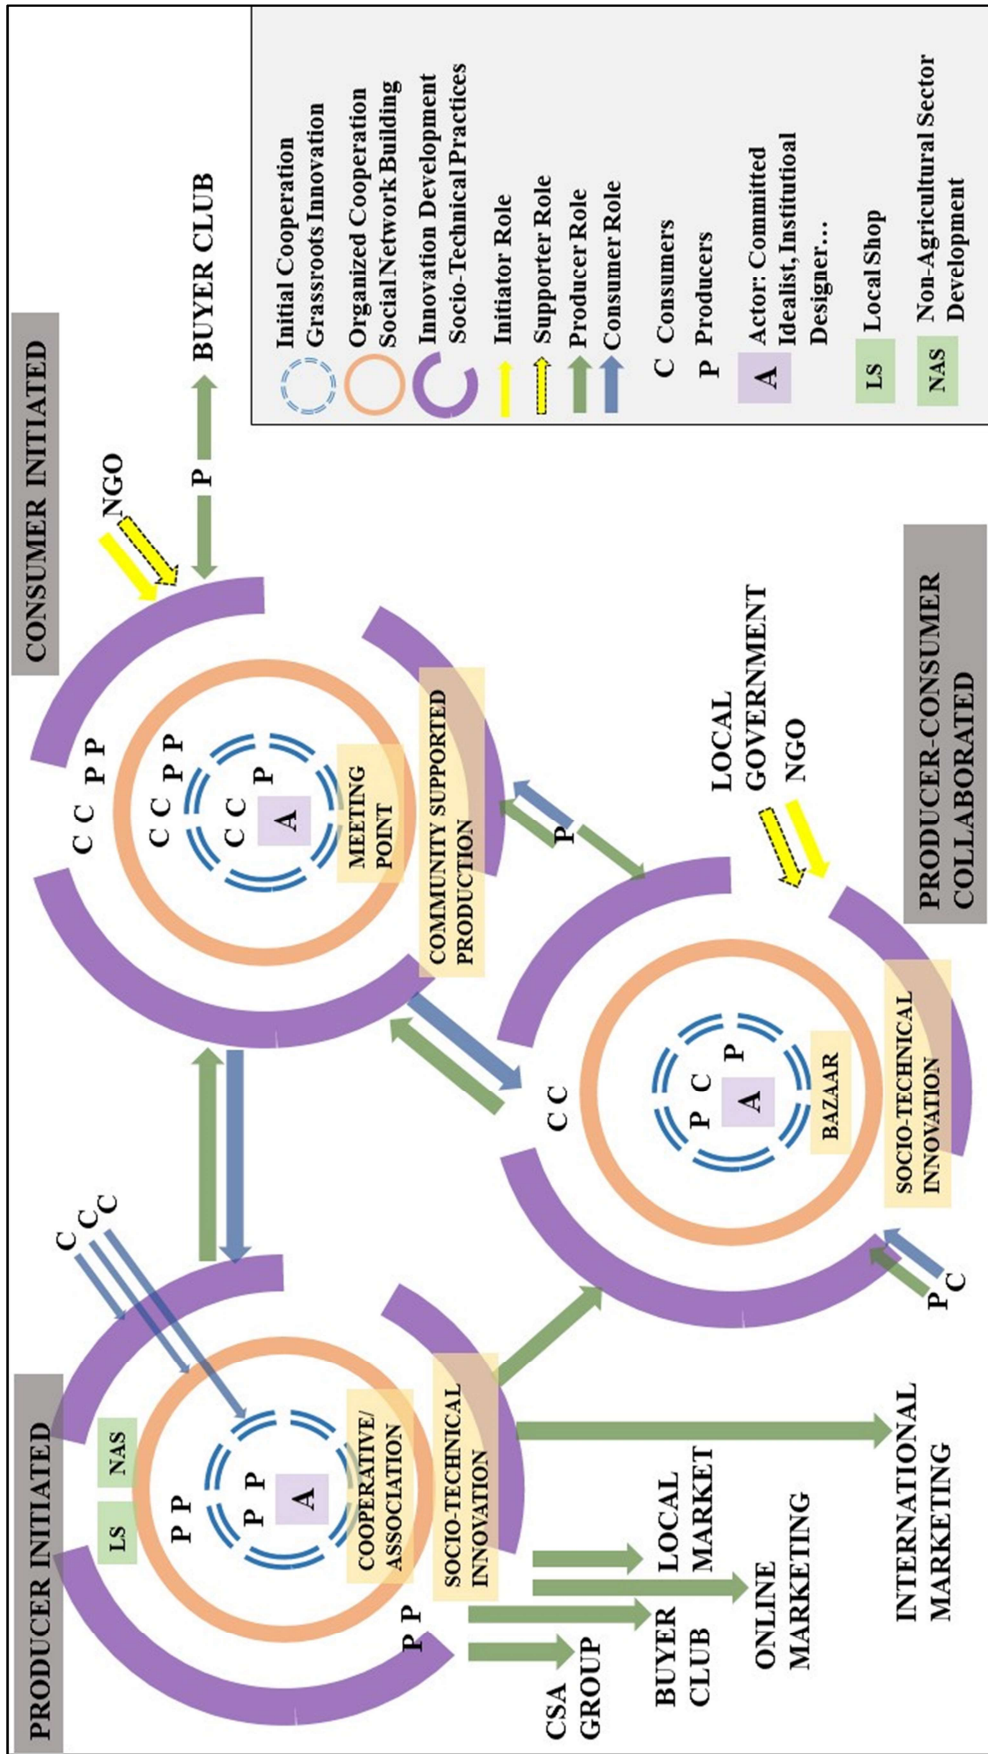 PRODUCER INITIATED
LS
NAS
P P
P P
P
A
COOPERATIVE/
ASSOCIATION
SOCIO-TECHNICAL
INNOVATION
P P
C
C
C
CSA
GROUP
BUYER
CLUB
LOCAL
MARKET
ONLINE
MARKETING
INTERNATIONAL
MARKETING
CONSUMER INITIATED
NGO
P
BUYER CLUB
C C P P
C C P P
C C P
A
MEETING
POINT
COMMUNITY SUPPORTED
PRODUCTION
P
C C
P C P
A
BAZAAR
SOCIO-TECHNICAL
INNOVATION
P
C
LOCAL
GOVERNMENT
NGO
PRODUCER-CONSUMER
COLLABORATED
Initial Cooperation
Grassroots Innovation
Organized Cooperation
Social Network Building
Innovation Development
Socio-Technical Practices
Initiator Role
Supporter Role
Producer Role
Consumer Role
C Consumers
P Producers
A Actor: Committed
Idealist, Institutioal
Designer…
LS Local Shop
NAS Non-Agricultural Sector
Development